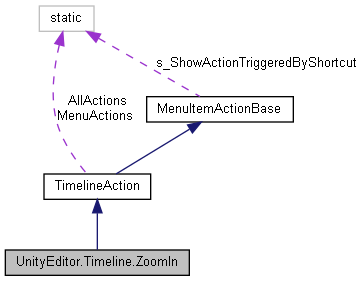 static
s_ShowActionTriggeredByShortcut
AllActions
MenuActions
MenuItemActionBase
TimelineAction
UnityEditor.Timeline.ZoomIn